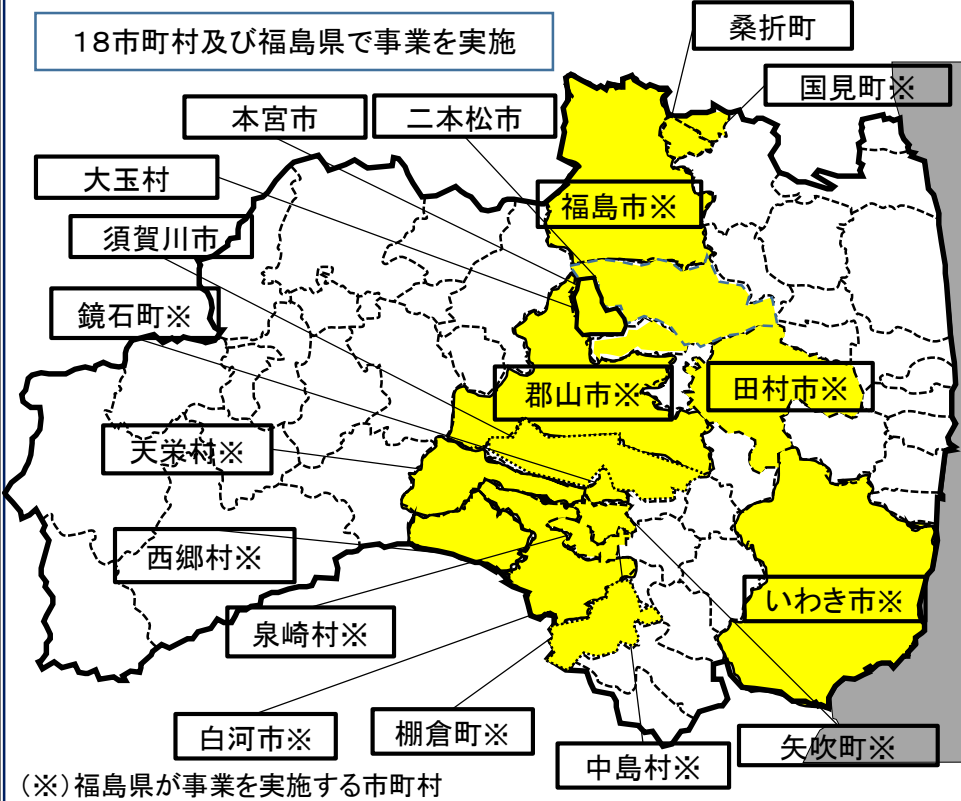 18市町村及び福島県で事業を実施
桑折町
国見町※
本宮市
二本松市
大玉村
福島市※
須賀川市
鏡石町※
郡山市※
田村市※
天栄村※
西郷村※
いわき市※
泉崎村※
白河市※
棚倉町※
中島村※
矢吹町※
(※)福島県が事業を実施する市町村